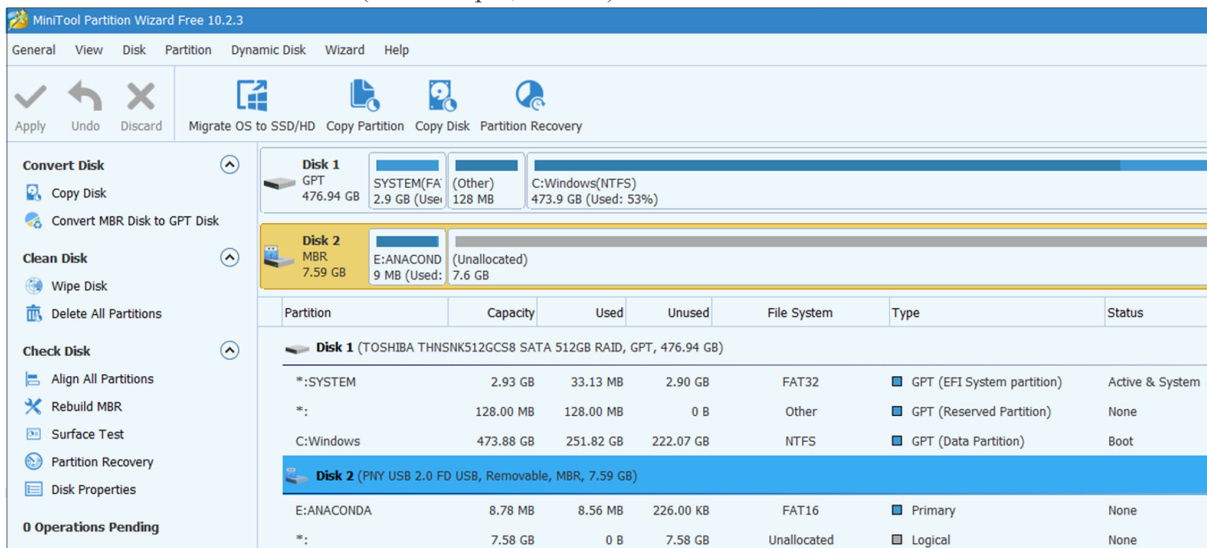 MiniTool Partition Wizard Free 10.2.3
General View Disk Partition Dynamic Disk Wizard Help
Apply Undo Discard Migrate OS to SSD/HD Copy Partition Copy Disk Partition Recovery
Convert Disk
Copy Disk
Convert MBR Disk to GPT Disk
Clean Disk
Wipe Disk
Delete All Partitions
Check Disk
Align All Partitions
Rebuild MBR
Surface Test
Partition Recovery
Disk Properties
0 Operations Pending
Disk 1
GPT
476.94 GB
SYSTEM(FA
2.9 GB (Use
(Other)
128 MB
C:Windows(NTFS)
473.9 GB (Used: 53%)
Disk 2
MBR
7.59 GB
E:ANACOND
9 MB (Used:
(Unallocated)
7.6 GB
Partition Capacity Used Unused File System Type Status
Disk 1 (TOSHIBA THNSNK512GCS8 SATA 512GB RAID, GPT, 476.94 GB)
*:SYSTEM 2.93 GB 33.13 MB 2.90 GB FAT32 GPT (EFI System partition) Active & System
*: 128.00 MB 128.00 MB 0 B Other GPT (Reserved Partition) None
C:Windows 473.88 GB 251.82 GB 222.07 GB NTFS GPT (Data Partition) Boot
Disk 2 (PNY USB 2.0 FD USB, Removable, MBR, 7.59 GB)
E:ANACONDA 8.78 MB 8.56 MB 226.00 KB FAT16 Primary None
*: 7.58 GB 0 B 7.58 GB Unallocated Logical None